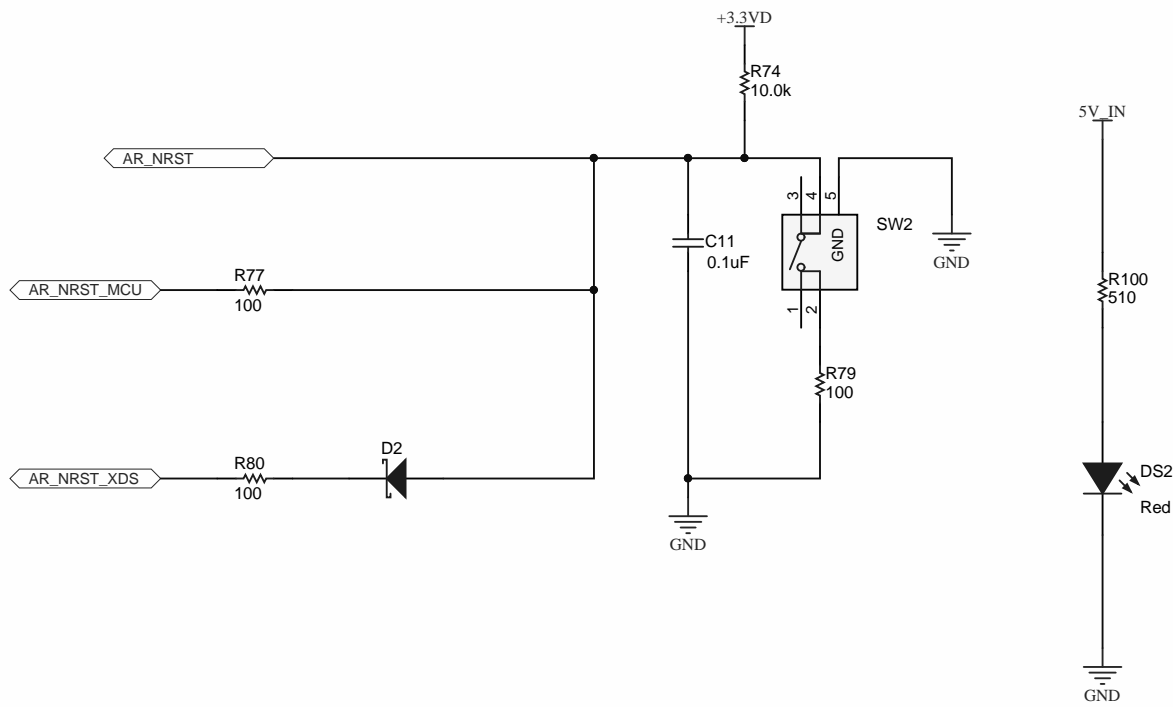 +3.3VD
R74
10.0k
5V_IN
AR_NRST
3
4
5
SW2
GND
C11
0.1uF
GND
R77
AR_NRST_MCU
100
R100
510
1
2
R79
100
D2
R80
AR_NRST_XDS
100
DS2
Red
GND
GND